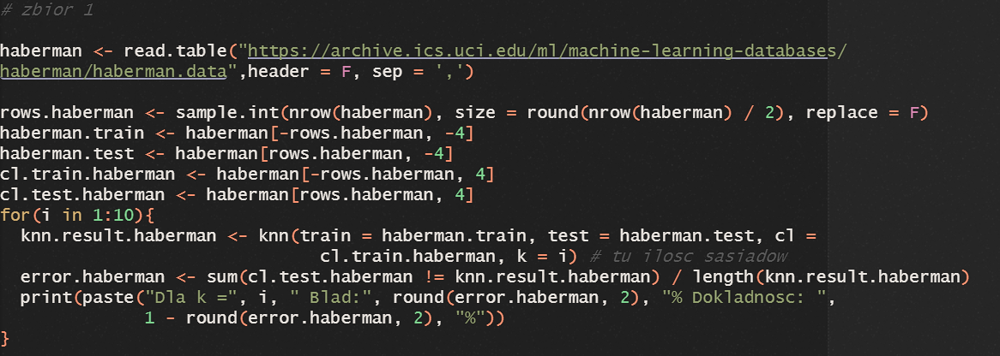 # zbior 1
haberman <- read.table("https://archive.ics.uci.edu/ml/machine-learning-databases/
haberman/haberman.data",header = F, sep = ',')
rows.haberman <- sample.int(nrow(haberman), size = round(nrow(haberman) / 2), replace = F)
haberman.train <- haberman[-rows.haberman, -4]
haberman.test <- haberman[rows.haberman, -4]
cl.train.haberman <- haberman[-rows.haberman, 4]
cl.test.haberman <- haberman[rows.haberman, 4]
for(i in 1:10){
  knn.result.haberman <- knn(train = haberman.train, test = haberman.test, cl =
                               cl.train.haberman, k = i) # tu ilosc sasiadow
  error.haberman <- sum(cl.test.haberman != knn.result.haberman) / length(knn.result.haberman)
  print(paste("Dla k =", i, " Blad:", round(error.haberman, 2), "% Dokladnosc: ",
              1 - round(error.haberman, 2), "%"))
}